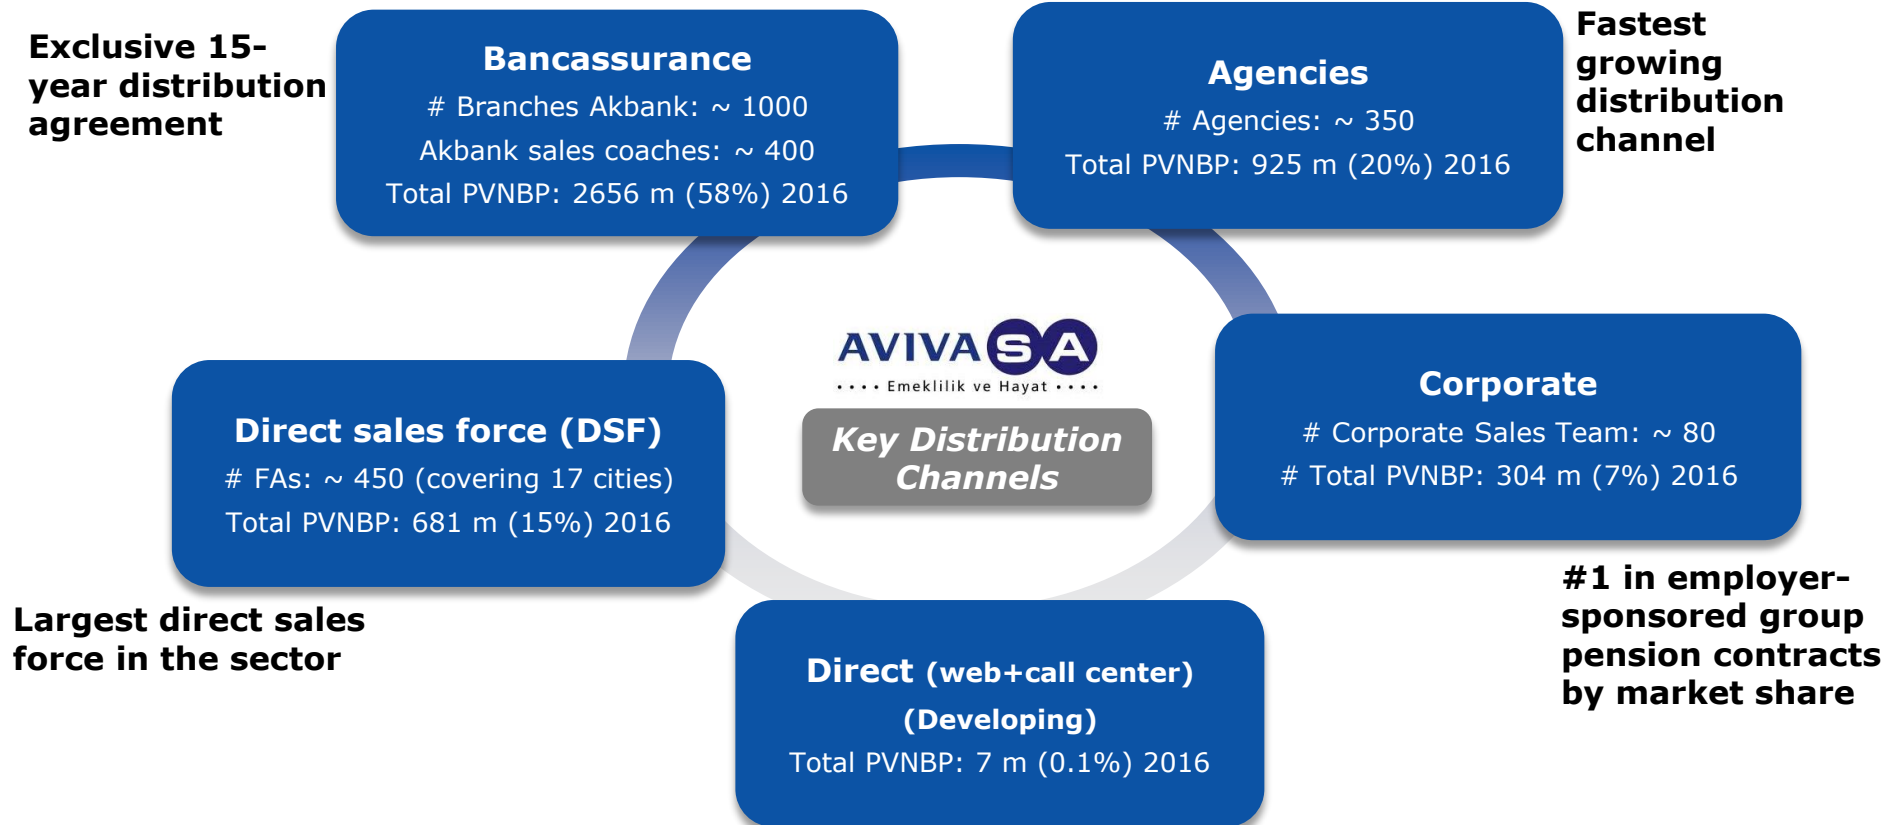 Exclusive 15-
year distribution
agreement
Bancassurance
# Branches Akbank: ~ 1000
Akbank sales coaches: ~ 400
Total PVNBP: 2656 m (58%) 2016
Agencies
# Agencies: ~ 350
Total PVNBP: 925 m (20%) 2016
Fastest
growing
distribution
channel
AVIVASA
•••• Emeklilik ve Hayat ••••
Key Distribution
Channels
Direct sales force (DSF)
# FAs: ~ 450 (covering 17 cities)
Total PVNBP: 681 m (15%) 2016
Largest direct sales
force in the sector
Corporate
# Corporate Sales Team: ~ 80
# Total PVNBP: 304 m (7%) 2016
#1 in employer-
sponsored group
pension contracts
by market share
Direct (web+call center)
(Developing)
Total PVNBP: 7 m (0.1%) 2016